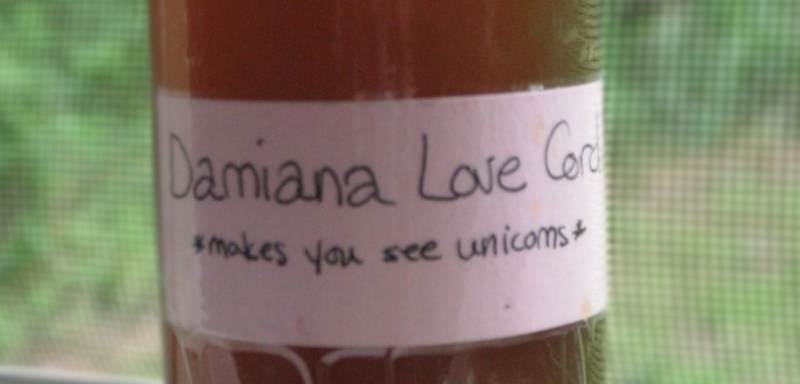 Damiana Love Cord
*makes you see unicorns*